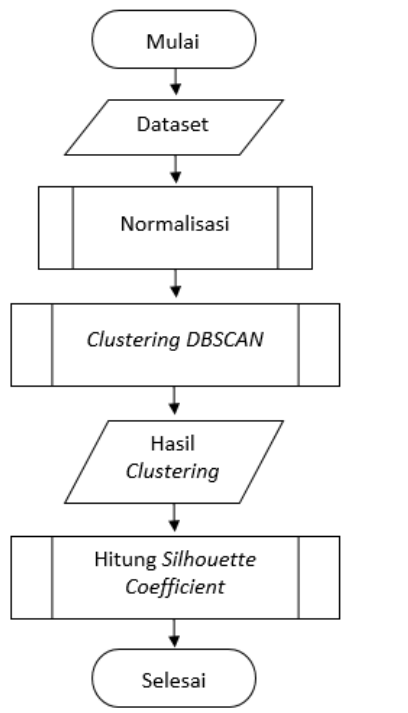 Mulai
Dataset
Normalisasi
Clustering DBSCAN
Hasil
Clustering
Hitung Silhouette
Coefficient
Selesai